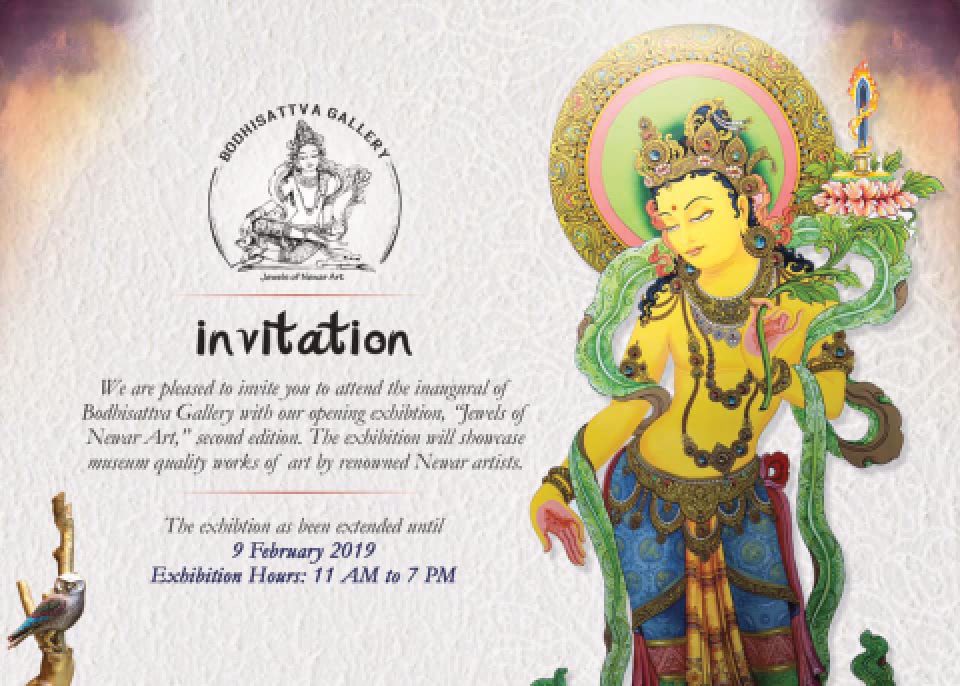 BODHISATTVA GALLERY
Jewels of Newar Art
invitation
We are pleased to invite you to attend the inaugural of
Bodhisattva Gallery with our opening exhibtion, "Jewels of
Newar Art," second edition. The exhibition will showcase
museum quality works of art by renowned Newar artists.
The exhibtion as been extended until
9 February 2019
Exhibition Hours: 11 AM to 7 PM